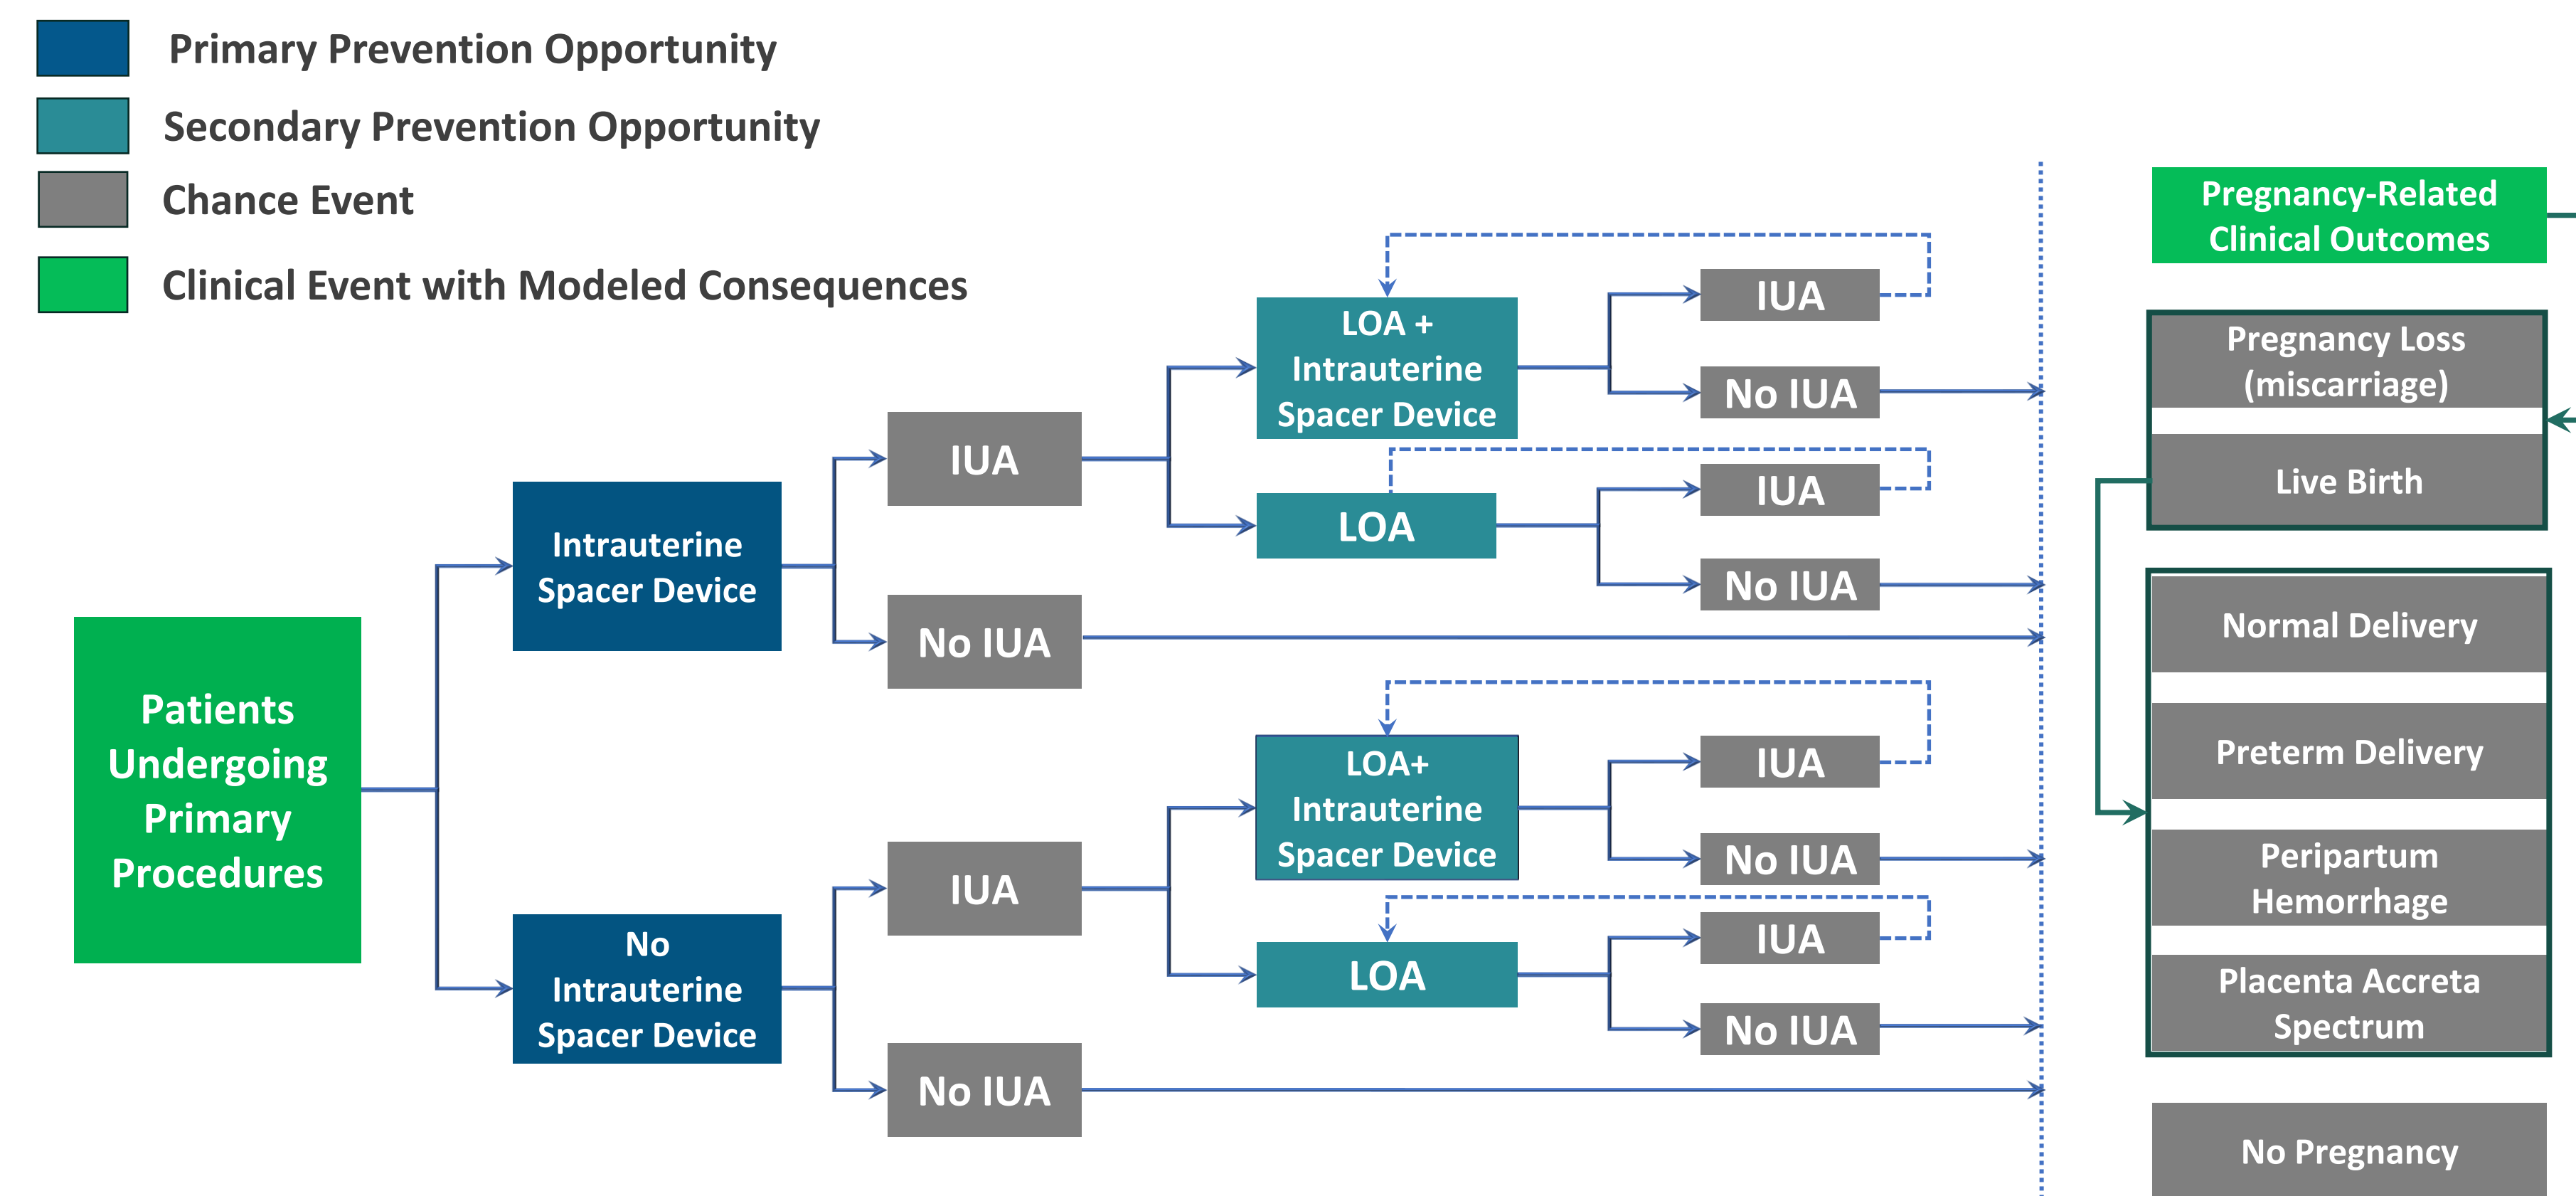 Primary Prevention Opportunity
Secondary Prevention Opportunity
Chance Event
Clinical Event with Modeled Consequences
Patients
Undergoing
Primary
Procedures
Intrauterine
Spacer Device
No
Intrauterine
Spacer Device
IUA
No IUA
IUA
No IUA
LOA +
Intrauterine
Spacer Device
LOA
LOA+
Intrauterine
Spacer Device
LOA
IUA
No IUA
IUA
No IUA
IUA
No IUA
IUA
No IUA
Pregnancy-Related
Clinical Outcomes
Pregnancy Loss
(miscarriage)
Live Birth
Normal Delivery
Preterm Delivery
Peripartum
Hemorrhage
Placenta Accreta
Spectrum
No Pregnancy